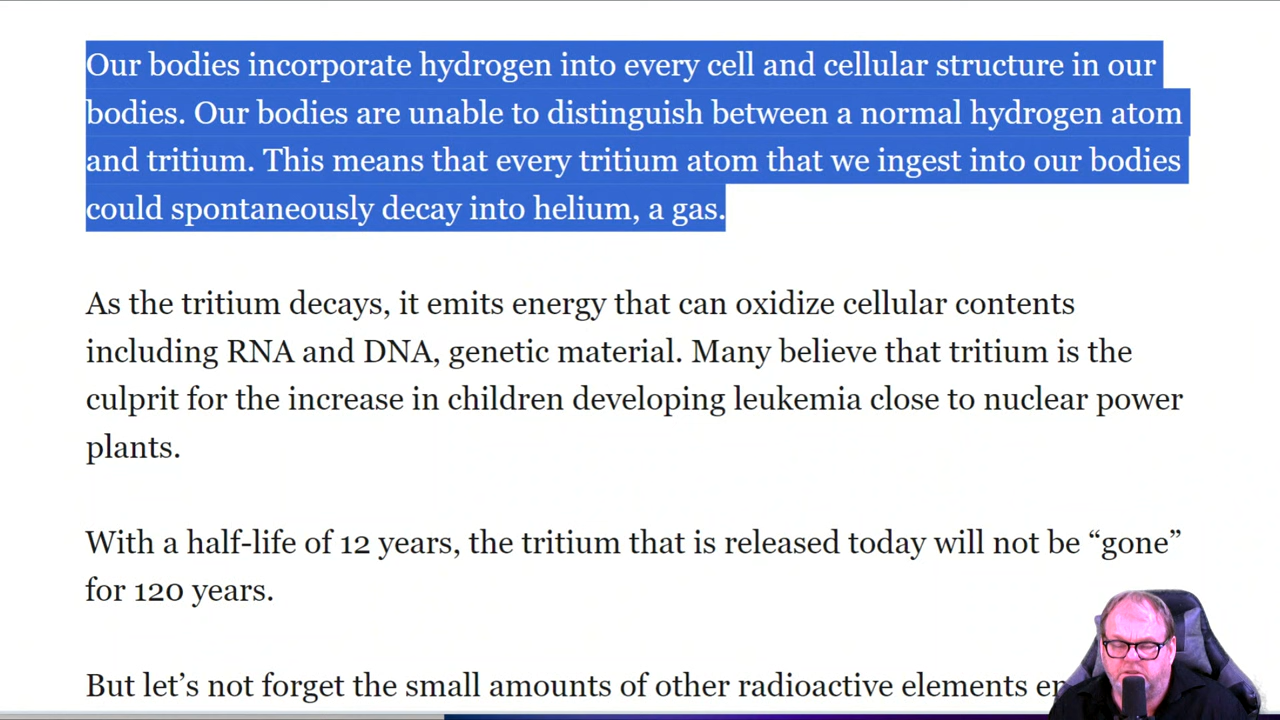 Our bodies incorporate hydrogen into every cell and cellular structure in our
bodies. Our bodies are unable to distinguish between a normal hydrogen atom
and tritium. This means that every tritium atom that we ingest into our bodies
could spontaneously decay into helium, a gas.
As the tritium decays, it emits energy that can oxidize cellular contents
including RNA and DNA, genetic material. Many believe that tritium is the
culprit for the increase in children developing leukemia close to nuclear power
plants.
With a half-life of 12 years, the tritium that is released today will not be “gone”
for 120 years.
But let’s not forget the small amounts of other radioactive elements